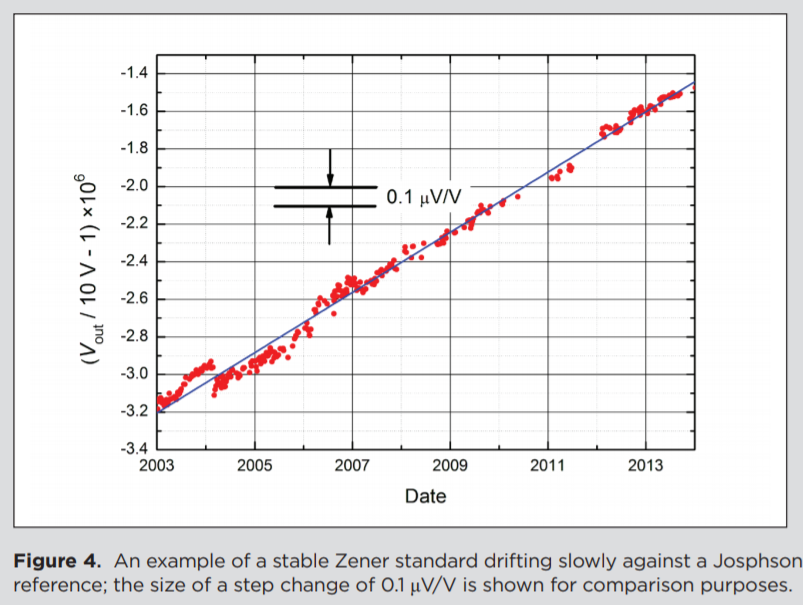 -1.4
-1.6
-1.8
-2.0
0.1 μV/V
-2.2
-2.4
-2.6
-2.8
-3.0
-3.2
-3.4
(Vout / 10 V - 1) ×10⁶
2003 2005 2007 2009 2011 2013
Date
Figure 4. An example of a stable Zener standard drifting slowly against a Josphson
reference; the size of a step change of 0.1 μV/V is shown for comparison purposes.